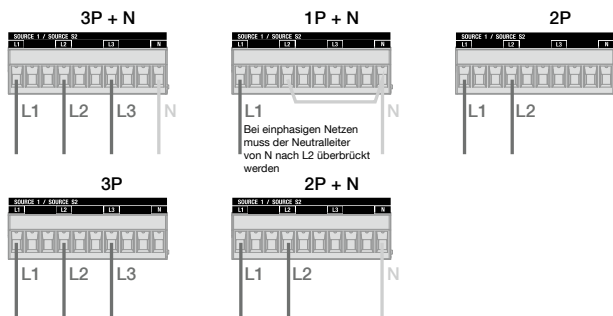 3P + N
SOURCE 1 / SOURCE S2
L1 L2 L3 N
L1 L2 L3 N
1P + N
SOURCE 1 / SOURCE S2
L1 L2 L3 N
L1 N
Bei einphasigen Netzen
muss der Neutralleiter
von N nach L2 überbrückt
werden
2P
SOURCE 1 / SOURCE S2
L1 L2 L3 N
L1 L2
3P
SOURCE 1 / SOURCE S2
L1 L2 L3 N
L1 L2 L3
2P + N
SOURCE 1 / SOURCE S2
L1 L2 L3 N
L1 L2 N